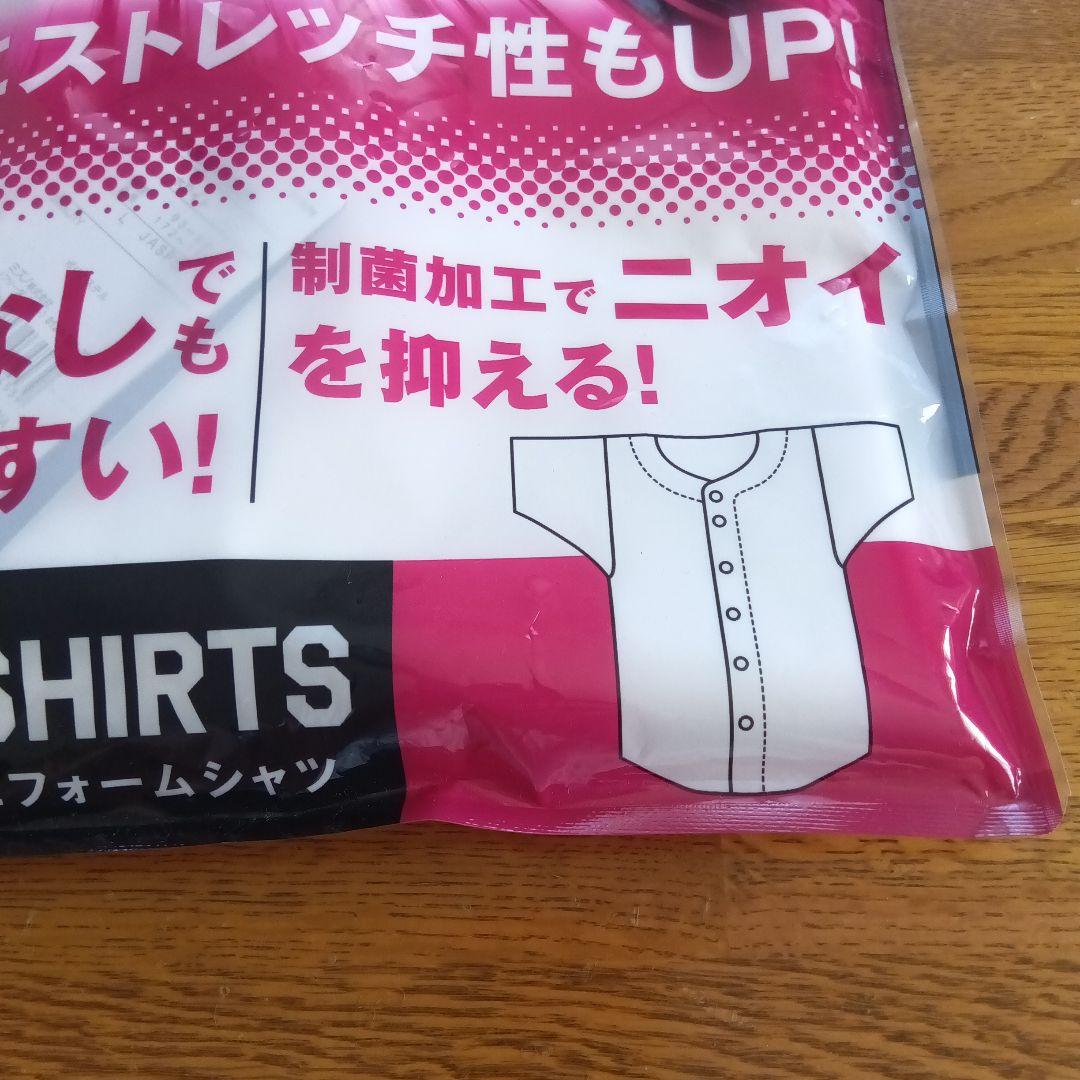 ストレッチ性もUP!
なしでも
すい!
制菌加工でニオイ
を抑える!
SHIRTS
フォームシャツ